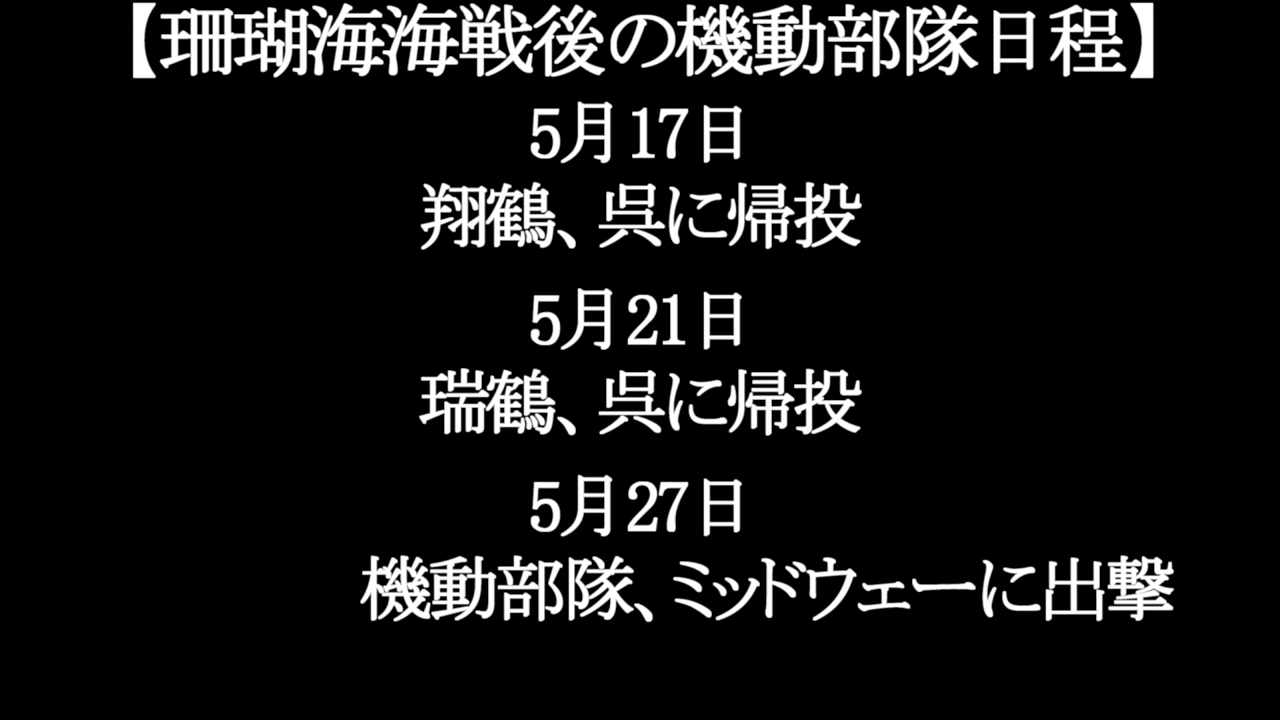 【珊瑚海海戦後の機動部隊日程】
5月17日
翔鶴、呉に帰投
5月21日
瑞鶴、呉に帰投
5月27日
機動部隊、ミッドウェーに出撃